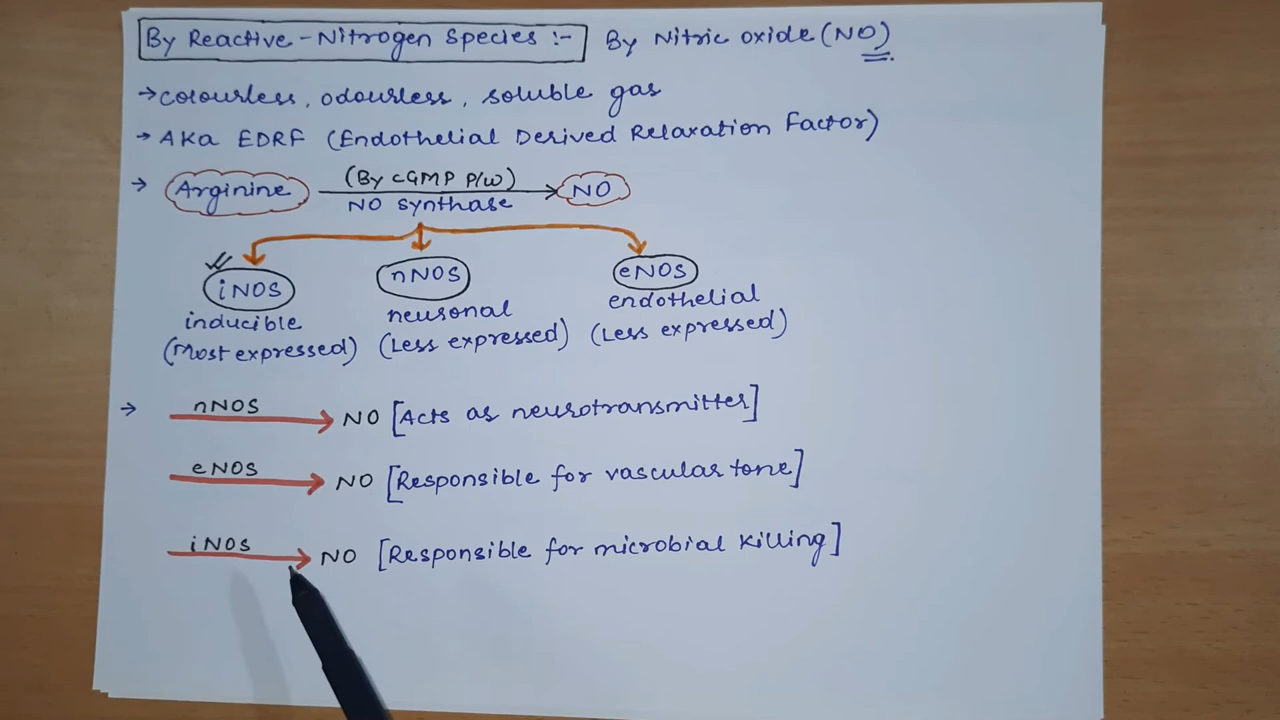 By Reactive-Nitrogen Species :- By Nitric oxide (NO)
→ colourless, odourless, soluble gas
→ AKa EDRF (Endothelial Derived Relaxation Factor)
→ Arginine (By cGMP P/w) NO synthase → NO
iNOS nNOS eNOS
inducible neuronal endothelial
(Most expressed) (Less expressed) (Less expressed)
→ nNOS → NO [Acts as neurotransmitter]
eNOS → NO [Responsible for vascular tone]
iNOS → NO [Responsible for microbial killing]